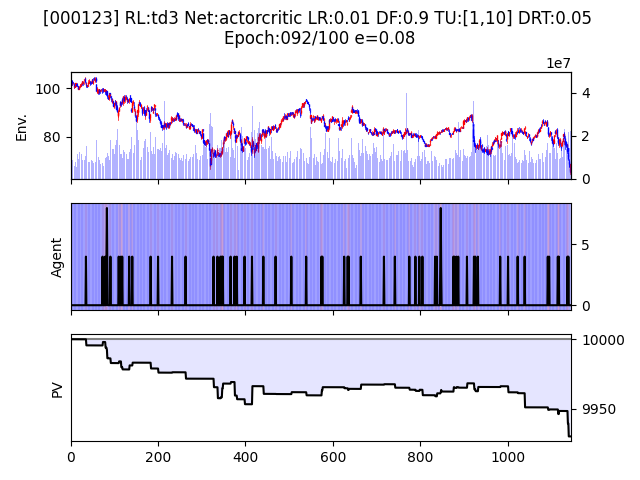 [000123] RL:td3 Net:actorcritic LR:0.01 DF:0.9 TU:[1,10] DRT:0.05
Epoch:092/100 e=0.08
1e7
100
80
Env.
4
2
0
Agent
5
0
PV
10000
9950
0
200
400
600
800
1000